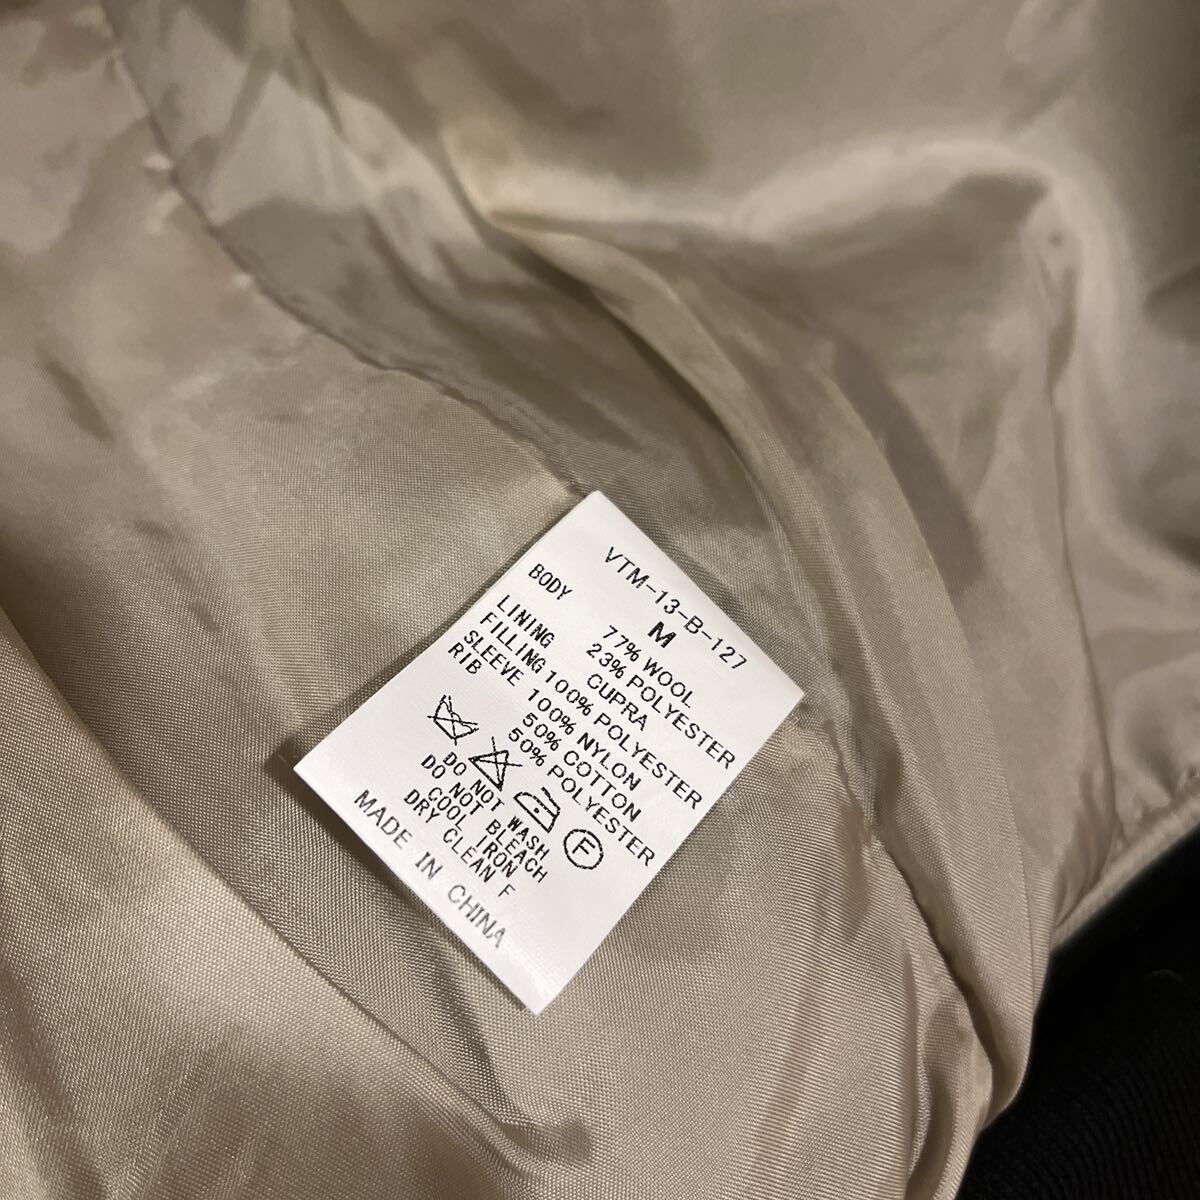 VTM-13-B-127
M
BODY 77% WOOL
23% POLYESTER
LINING CUPRA
FILLING 100% POLYESTER
SLEEVE 100% NYLON
RIB 50% COTTON
50% POLYESTER
F
DO NOT WASH
DO NOT BLEACH
COOL IRON
DRY CLEAN F
MADE IN CHINA